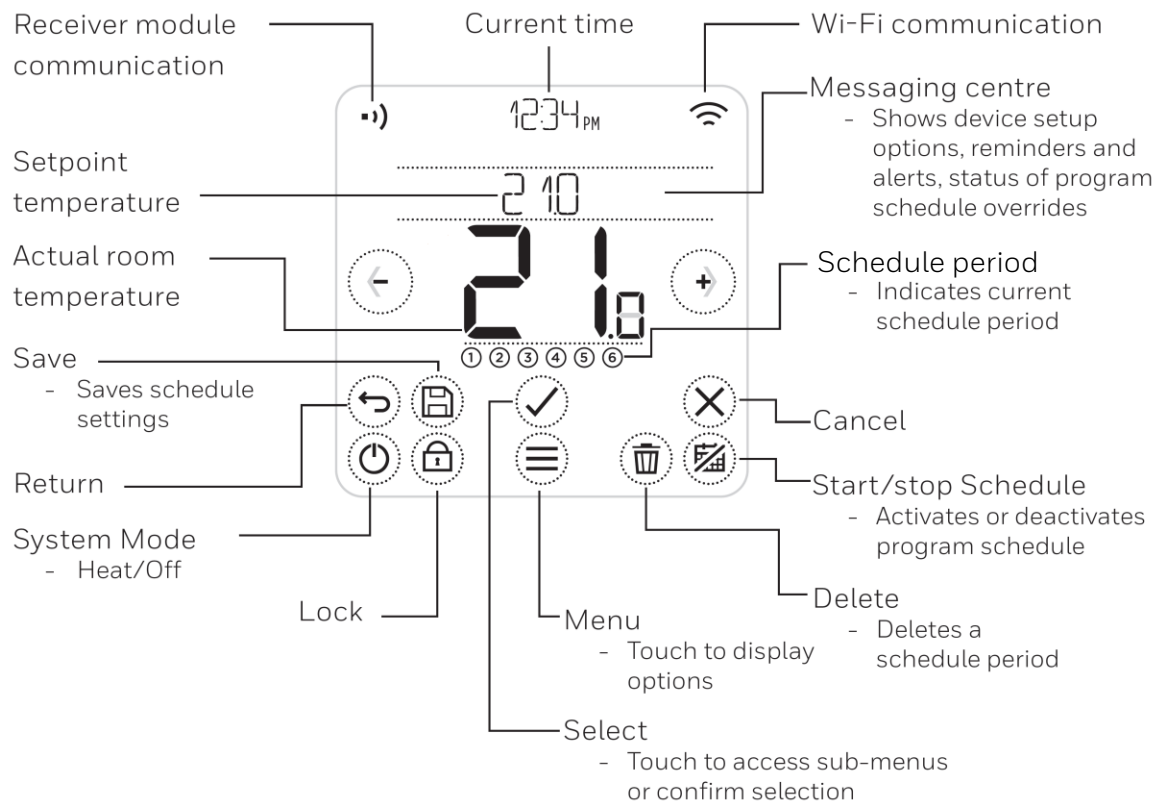 Receiver module
communication
Current time
Wi-Fi communication
12:34 PM
Messaging centre
- Shows device setup
options, reminders and
alerts, status of program
schedule overrides
Setpoint
temperature
21.0
Actual room
temperature
-
21.8
+
Schedule period
- Indicates current
schedule period
1 2 3 4 5 6
Save
- Saves schedule
settings
Cancel
Return
Start/stop Schedule
- Activates or deactivates
program schedule
System Mode
- Heat/Off
Lock
Delete
- Deletes a
schedule period
Menu
- Touch to display
options
Select
- Touch to access sub-menus
or confirm selection